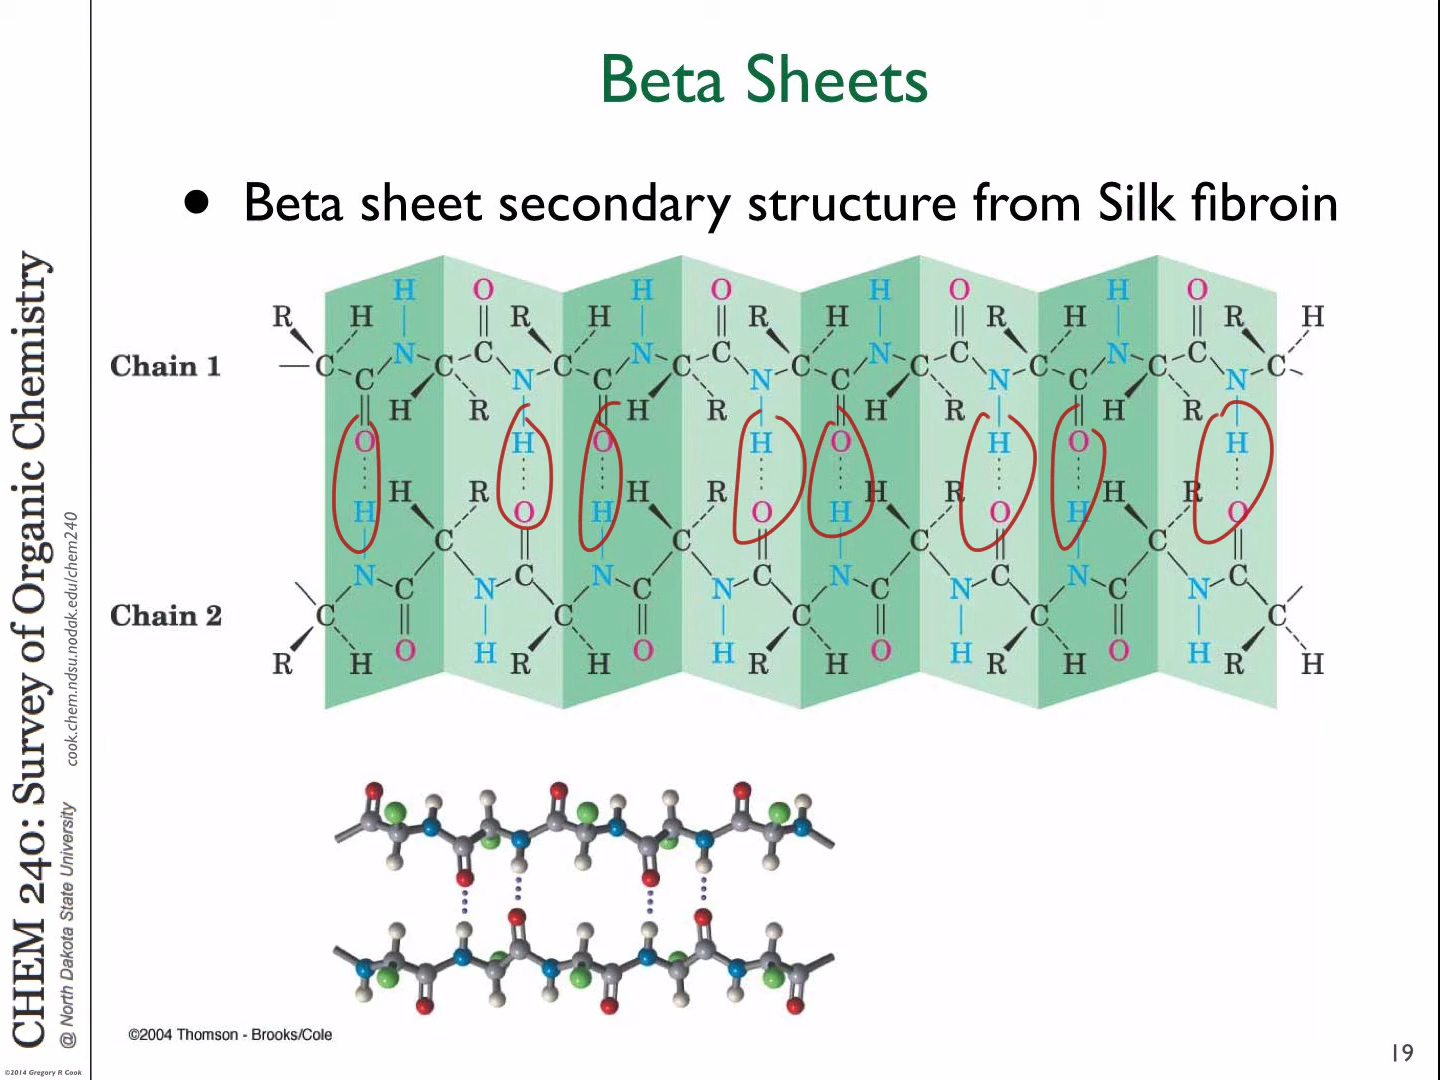 Beta Sheets
• Beta sheet secondary structure from Silk fibroin
H O H O H O H O
R H R H R H R H R H
Chain 1
N C N C N C N C
C C C C C C C C C
C N C N C N C N
H R H R H R H R
O H O H O H O H
H R H R H R H R
H O H O H O H O
C C C C
N C N C N C N C
C N C N C N C N
Chain 2
C C C C C
O H O H O H O H
R H R H R H R H R H
©2004 Thomson - Brooks/Cole
19
CHEM 240: Survey of Organic Chemistry
@ North Dakota State University cook.chem.ndsu.nodak.edu/chem240
©2014 Gregory R Cook